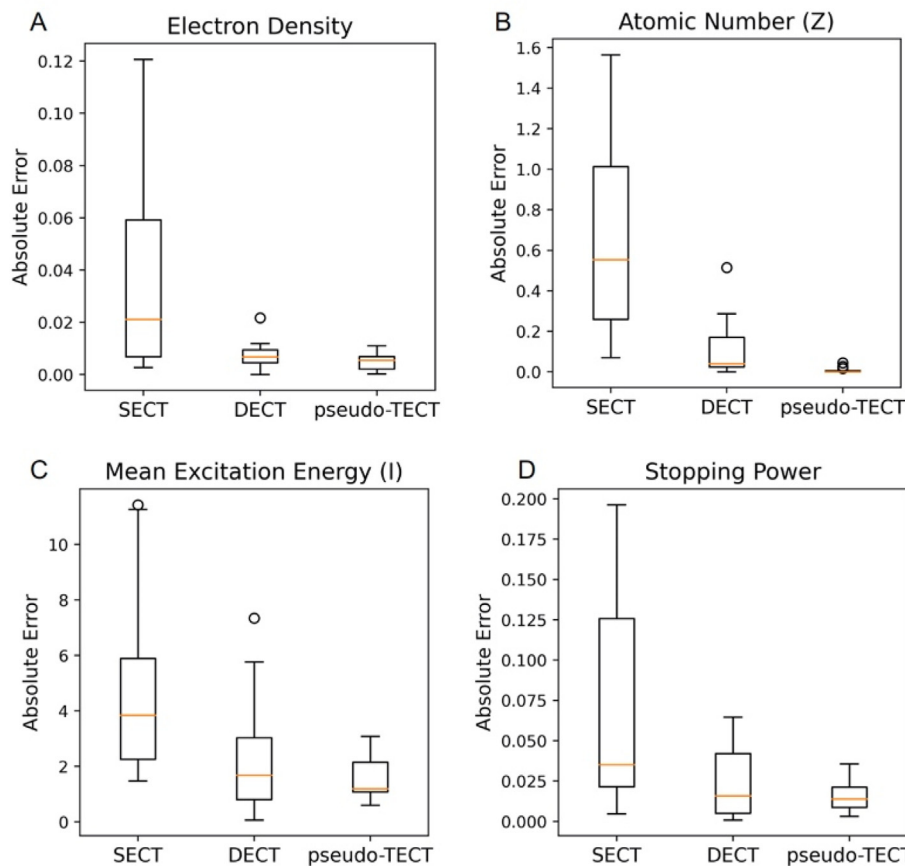 A
Electron Density
Absolute Error
0.12
0.10
0.08
0.06
0.04
0.02
0.00
SECT DECT pseudo-TECT
B
Atomic Number (Z)
Absolute Error
1.6
1.4
1.2
1.0
0.8
0.6
0.4
0.2
0.0
SECT DECT pseudo-TECT
C
Mean Excitation Energy (I)
Absolute Error
10
8
6
4
2
0
SECT DECT pseudo-TECT
D
Stopping Power
Absolute Error
0.200
0.175
0.150
0.125
0.100
0.075
0.050
0.025
0.000
SECT DECT pseudo-TECT